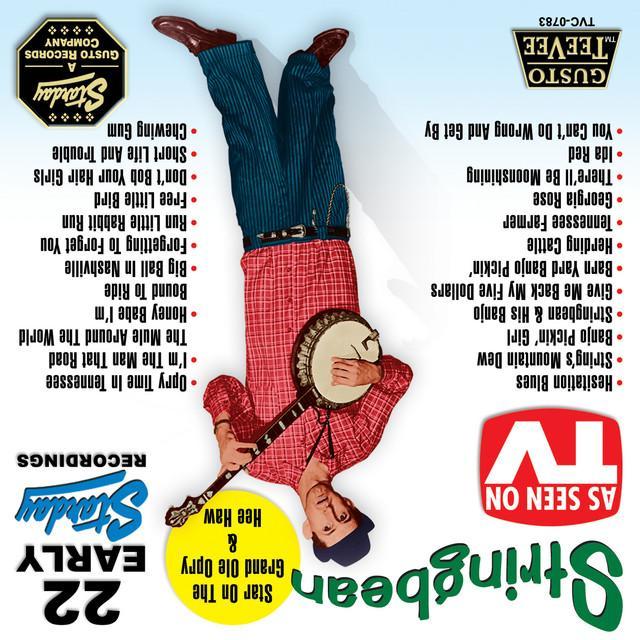 Stringbean
AS SEEN ON
TV
Star On The
Grand Ole Opry
&
Hee Haw
22
EARLY
Starday
RECORDINGS
• Hesitation Blues
• String's Mountain Dew
• Banjo Pickin' Girl
• Stringbean & His Banjo
• Give Me Back My Five Dollars
• Barn Yard Banjo Pickin'
• Herding Cattle
• Tennessee Farmer
• Georgia Rose
• There'll Be Moonshining
• Ida Red
• You Can't Do Wrong And Get By
• Opry Time In Tennessee
• I'm The Man That Road
The Mule Around The World
• Honey Babe I'm
Bound To Ride
• Big Ball In Nashville
• Forgetting To Forget You
• Run Little Rabbit Run
• Free Little Bird
• Don't Bob Your Hair Girls
• Short Life And Trouble
• Chewing Gum
GUSTO
TEEVEE™
TVC-0783
Starday
A
GUSTO RECORDS
COMPANY